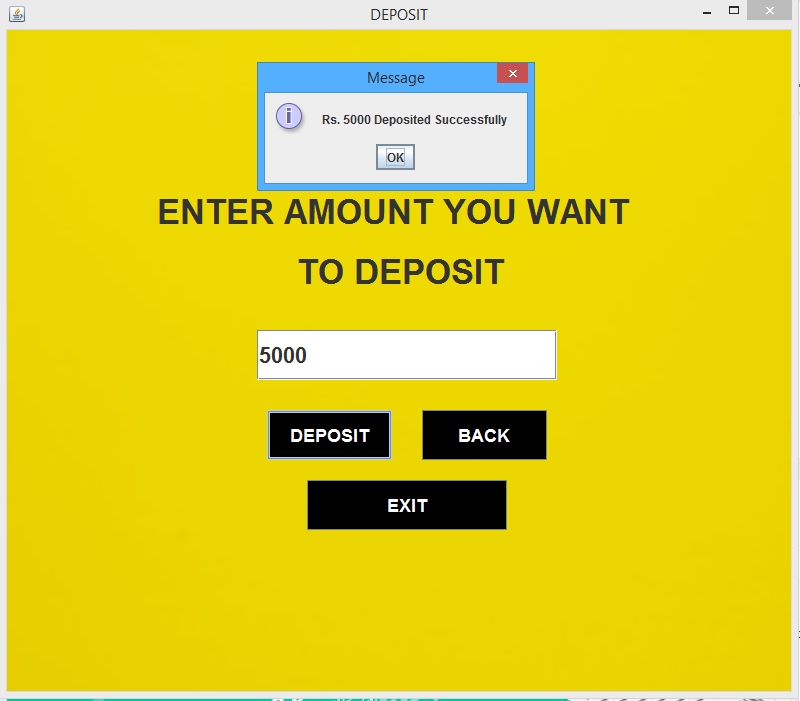 DEPOSIT
Message
Rs. 5000 Deposited Successfully
OK
ENTER AMOUNT YOU WANT
TO DEPOSIT
5000
DEPOSIT BACK
EXIT